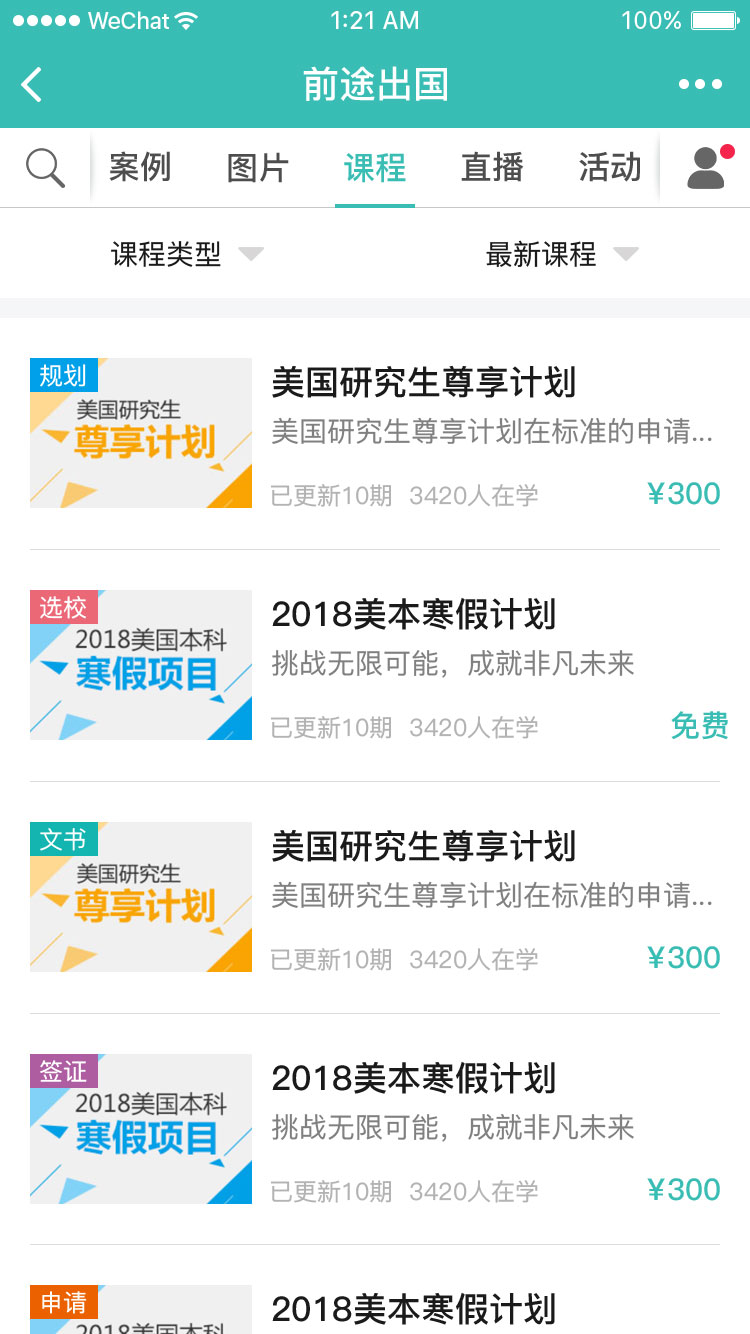 WeChat 1:21 AM 100%
前途出国
案例 图片 课程 直播 活动
课程类型 最新课程
规划
美国研究生
尊享计划
美国研究生尊享计划
美国研究生尊享计划在标准的申请...
已更新10期 3420人在学 ¥300
选校
2018美国本科
寒假项目
2018美本寒假计划
挑战无限可能，成就非凡未来
已更新10期 3420人在学 免费
文书
美国研究生
尊享计划
美国研究生尊享计划
美国研究生尊享计划在标准的申请...
已更新10期 3420人在学 ¥300
签证
2018美国本科
寒假项目
2018美本寒假计划
挑战无限可能，成就非凡未来
已更新10期 3420人在学 ¥300
申请
2018美国本科
2018美本寒假计划